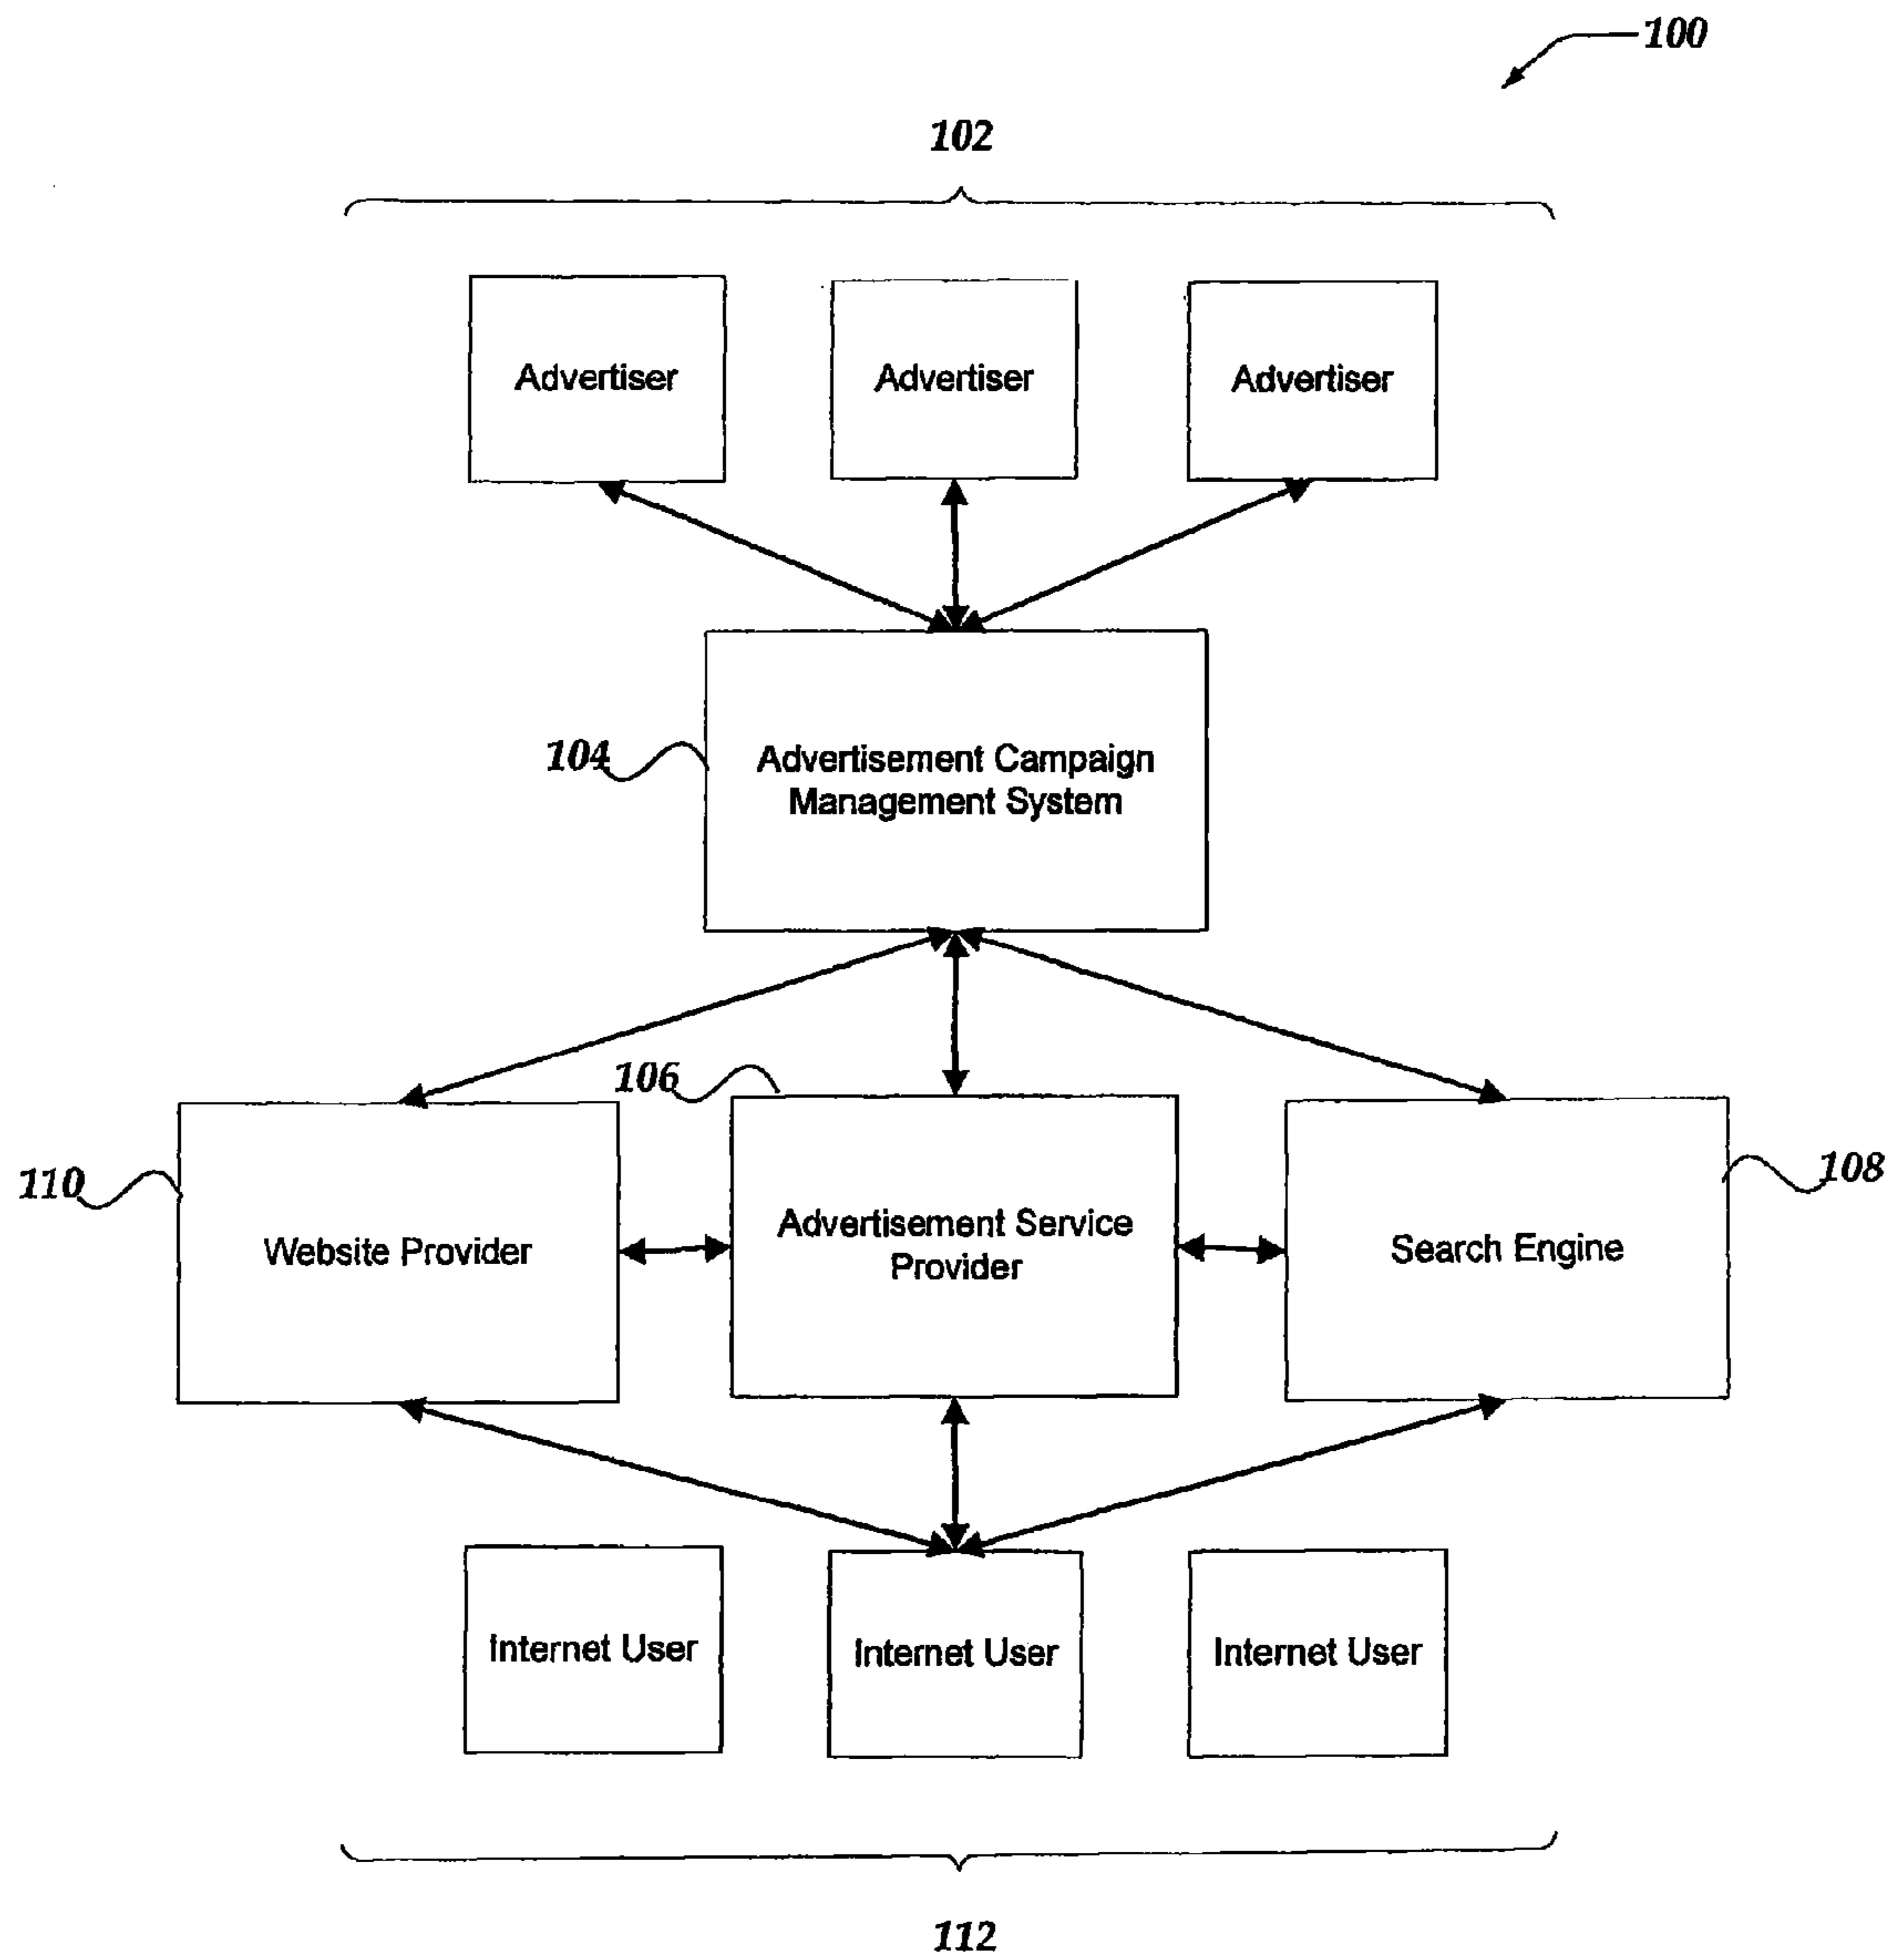 100
102
Advertiser
Advertiser
Advertiser
104
Advertisement Campaign
Management System
106
110
108
Website Provider
Advertisement Service
Provider
Search Engine
Internet User
Internet User
Internet User
112